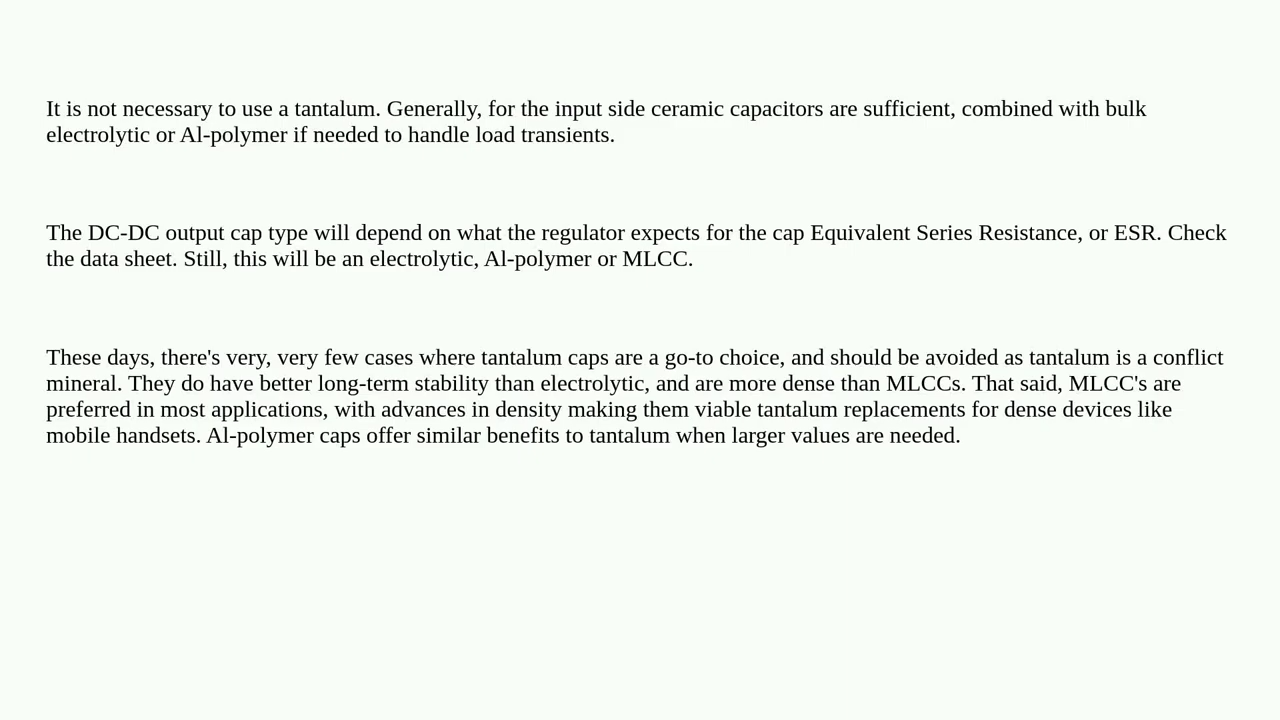 It is not necessary to use a tantalum. Generally, for the input side ceramic capacitors are sufficient, combined with bulk
electrolytic or Al-polymer if needed to handle load transients.
The DC-DC output cap type will depend on what the regulator expects for the cap Equivalent Series Resistance, or ESR. Check
the data sheet. Still, this will be an electrolytic, Al-polymer or MLCC.
These days, there's very, very few cases where tantalum caps are a go-to choice, and should be avoided as tantalum is a conflict
mineral. They do have better long-term stability than electrolytic, and are more dense than MLCCs. That said, MLCC's are
preferred in most applications, with advances in density making them viable tantalum replacements for dense devices like
mobile handsets. Al-polymer caps offer similar benefits to tantalum when larger values are needed.